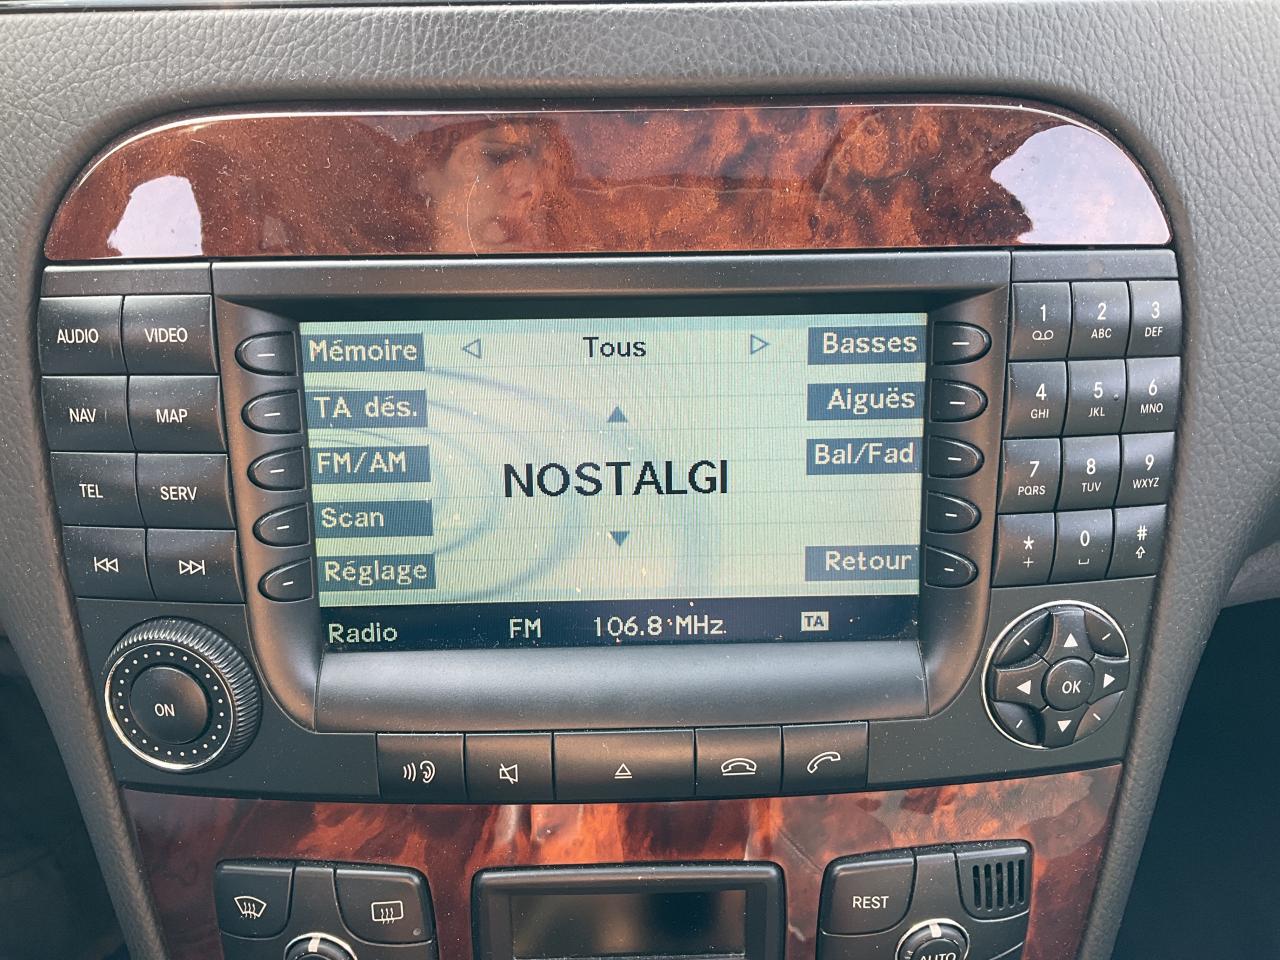 AUDIO VIDEO
NAV MAP
TEL SERV
ON
Mémoire Tous Basses
TA dés. Aiguës
FM/AM Bal/Fad
NOSTALGI
Scan
Réglage Retour
Radio FM 106.8 MHz. TA
1 2 ABC 3 DEF
4 GHI 5 JKL 6 MNO
7 PQRS 8 TUV 9 WXYZ
* + 0 #
OK
REST
AUTO